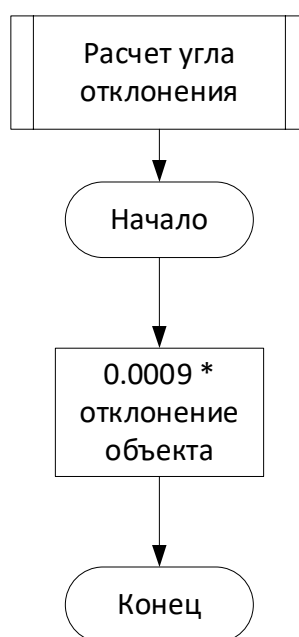 Расчет угла
отклонения
Начало
0.0009 *
отклонение
объекта
Конец